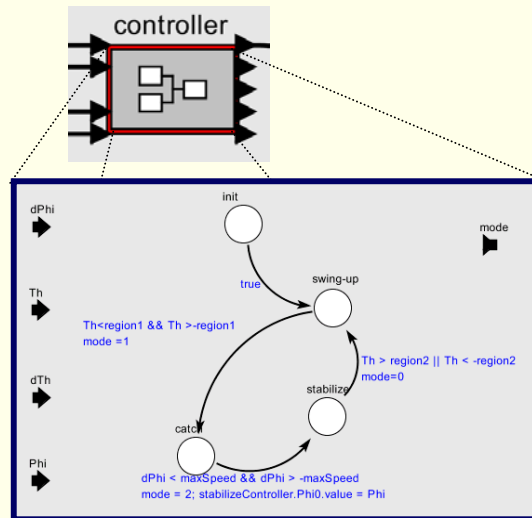 controller
init
dPhi
mode
swing-up
true
Th
Th<region1 && Th >-region1
mode =1
Th > region2 || Th < -region2
mode=0
dTh
stabilize
catch
Phi
dPhi < maxSpeed && dPhi > -maxSpeed
mode = 2; stabilizeController.Phi0.value = Phi